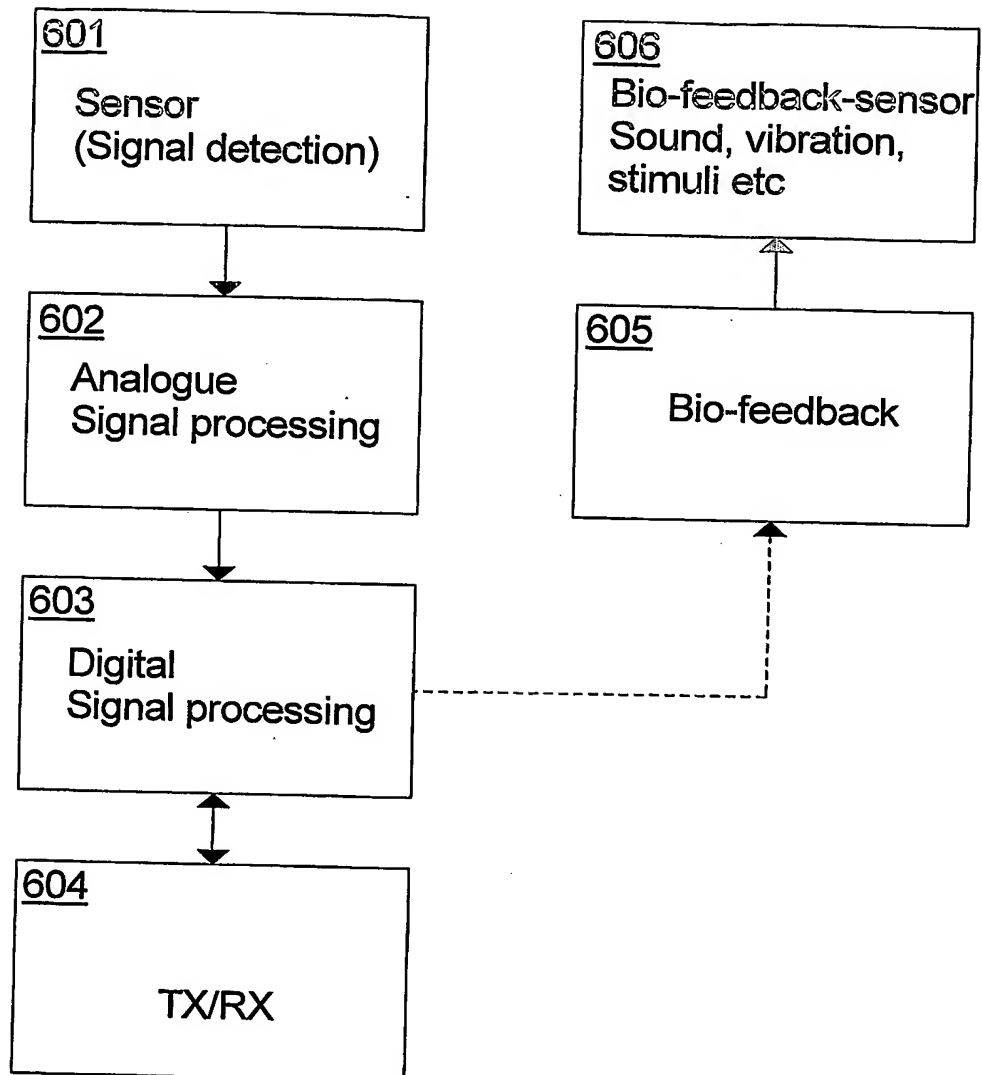 601
Sensor
(Signal detection)
602
Analogue
Signal processing
603
Digital
Signal processing
604
TX/RX
606
Bio-feedback-sensor
Sound, vibration,
stimuli etc
605
Bio-feedback